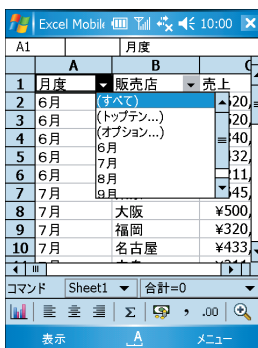 Excel Mobile 10:00
A1 月度
A B C
1 月度 販売店 売上
2 6月 (すべて) 520,
3 6月 (トップテン...) 520,
4 6月 (オプション...) 340,
5 6月 6月 332,
6 6月 7月 211,
7 7月 8月 345,
9月
8 7月 大阪 ¥500,
9 7月 福岡 ¥320,
10 7月 名古屋 ¥433,
コマンド Sheet1 合計=0
Σ , .00
表示 A メニュー